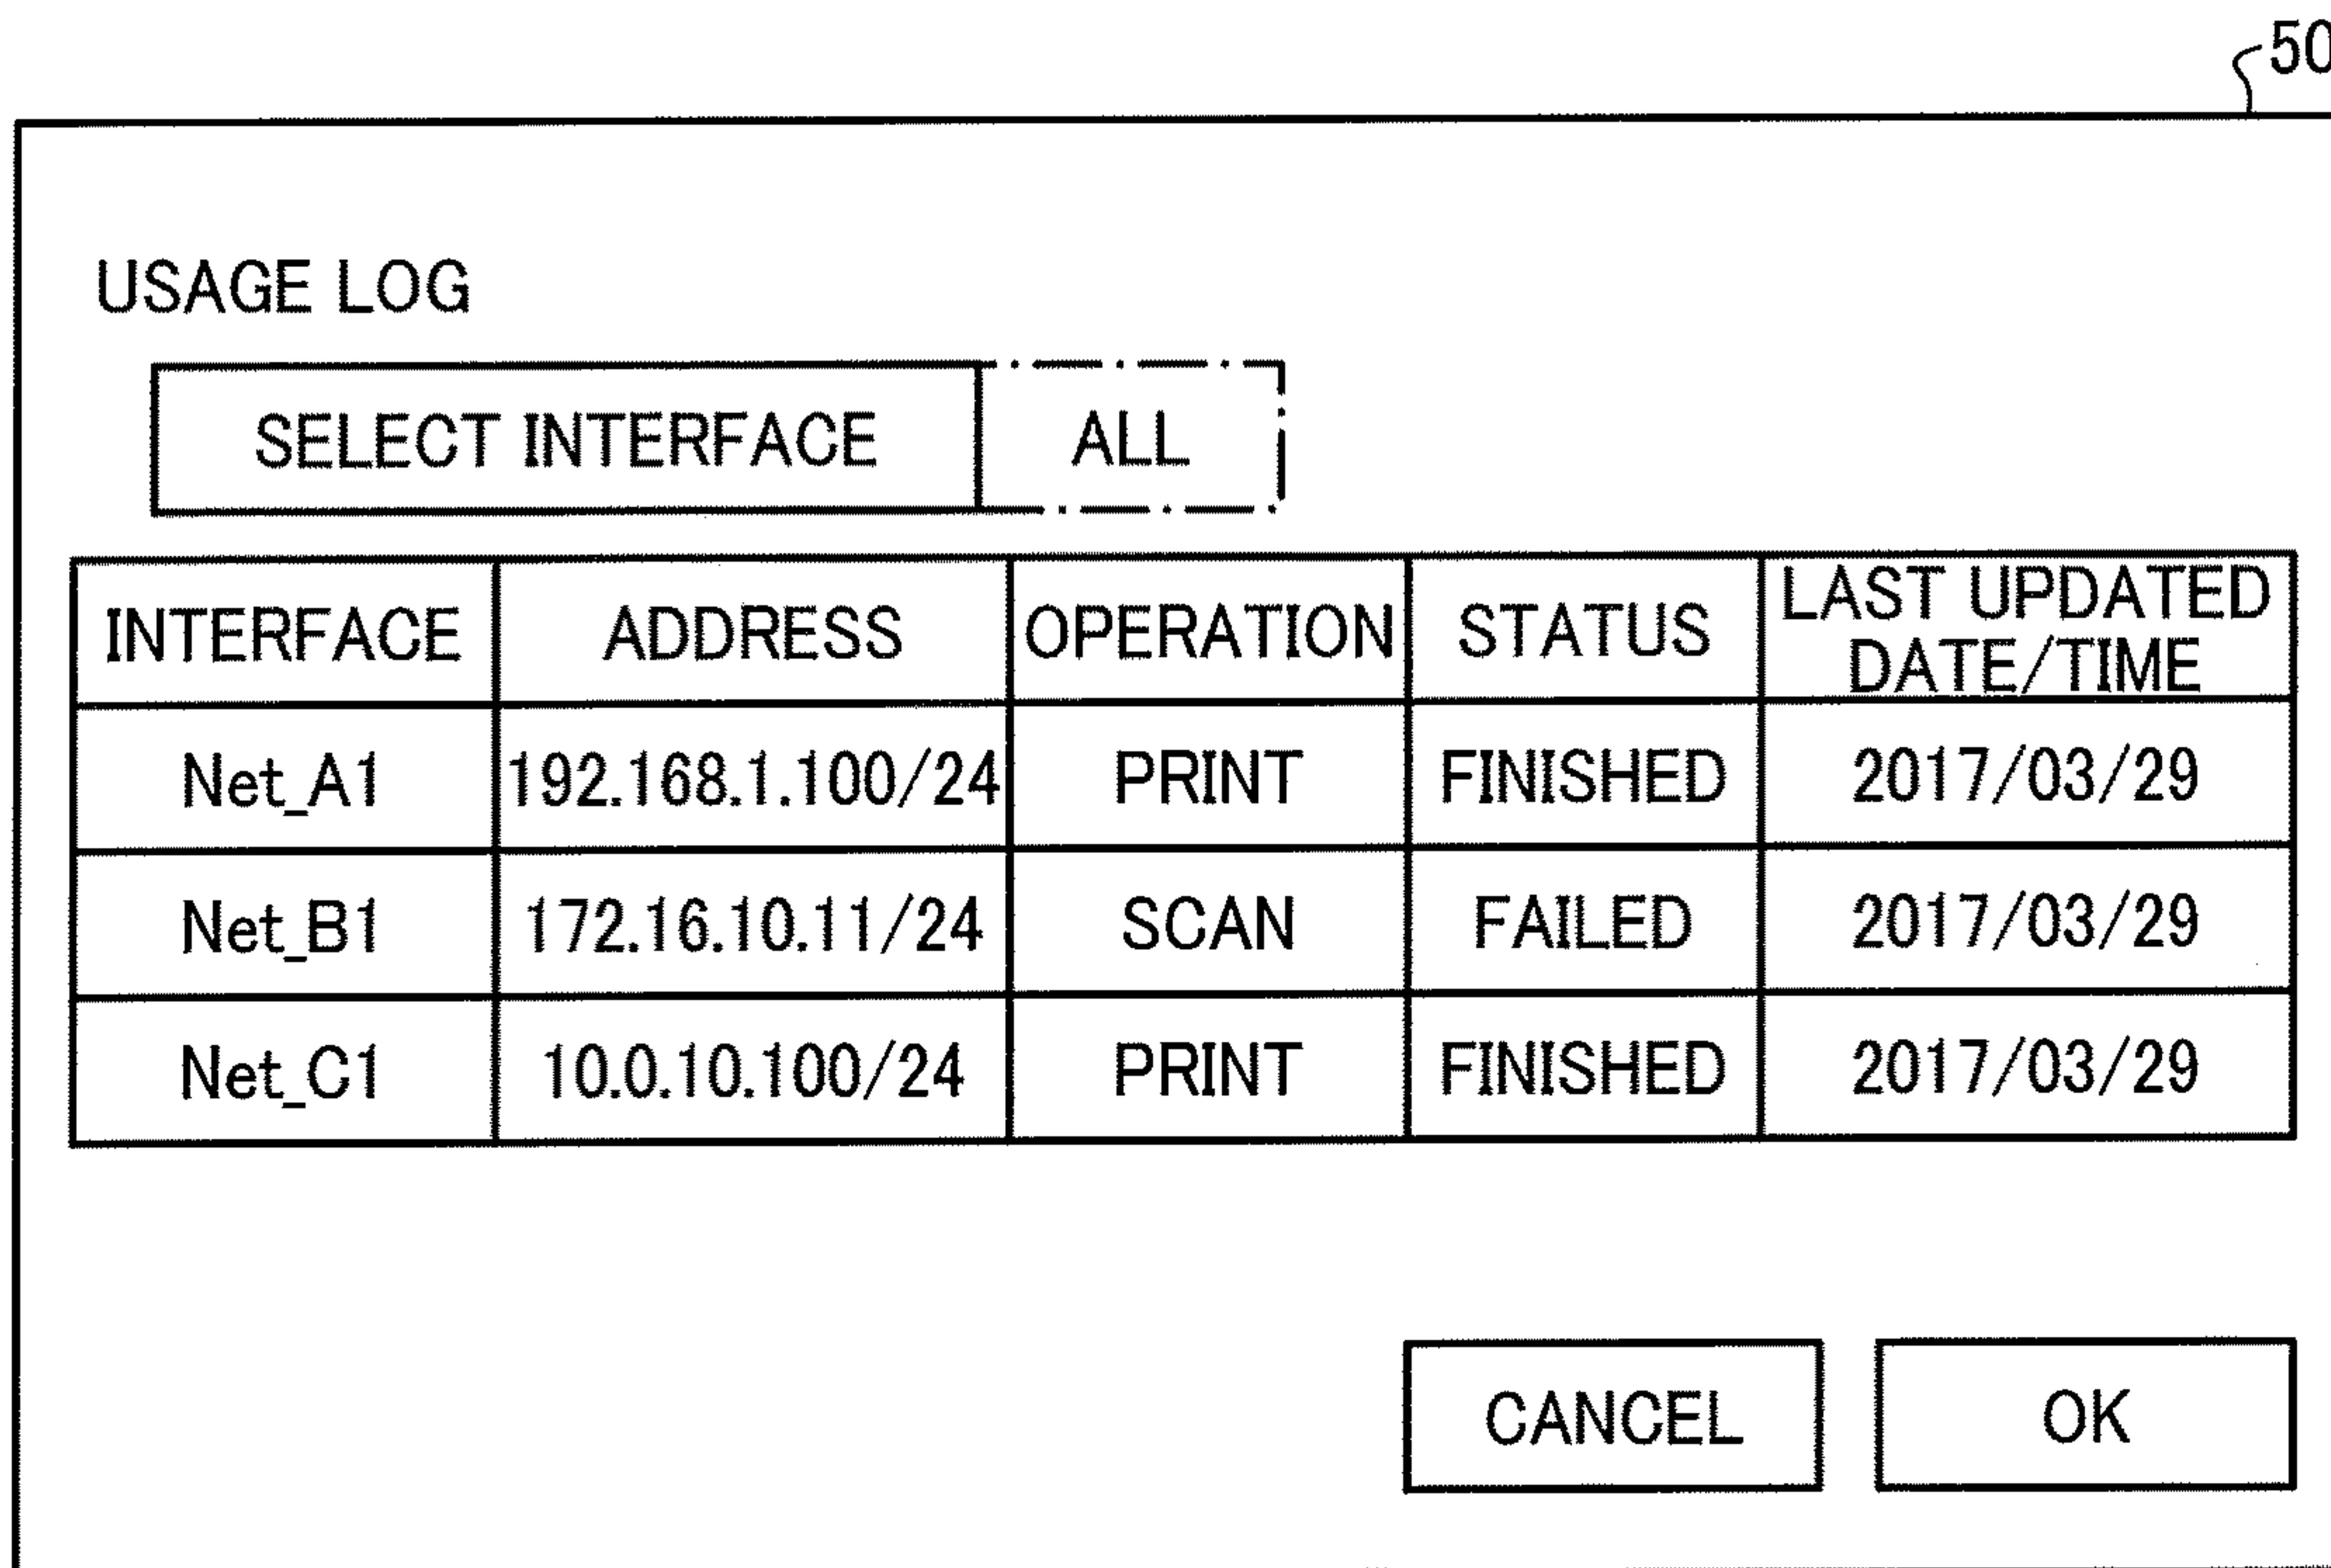 50
USAGE LOG
SELECT INTERFACE ALL
INTERFACE ADDRESS OPERATION STATUS LAST UPDATED DATE/TIME
Net_A1 192.168.1.100/24 PRINT FINISHED 2017/03/29
Net_B1 172.16.10.11/24 SCAN FAILED 2017/03/29
Net_C1 10.0.10.100/24 PRINT FINISHED 2017/03/29
CANCEL OK